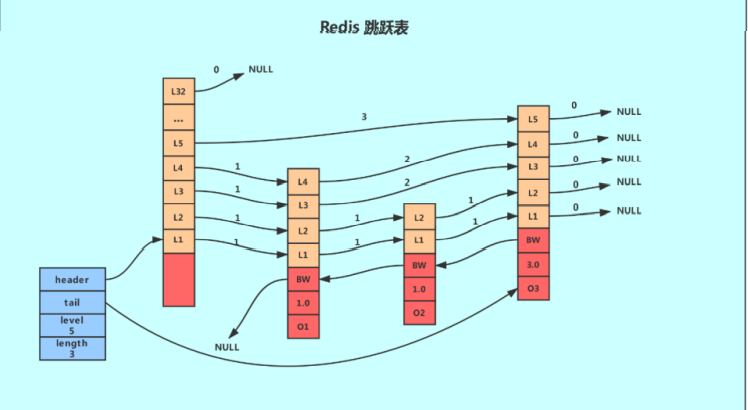 Redis 跳跃表
0
NULL
L32
...
L5
L4
L3
L2
L1
3
1
1
1
1
L4
L3
L2
L1
BW
1.0
O1
NULL
2
2
1
1
L2
L1
BW
1.0
O2
1
1
L5
L4
L3
L2
L1
BW
3.0
O3
0
NULL
0
NULL
0
NULL
0
NULL
0
NULL
header
tail
level
5
length
3